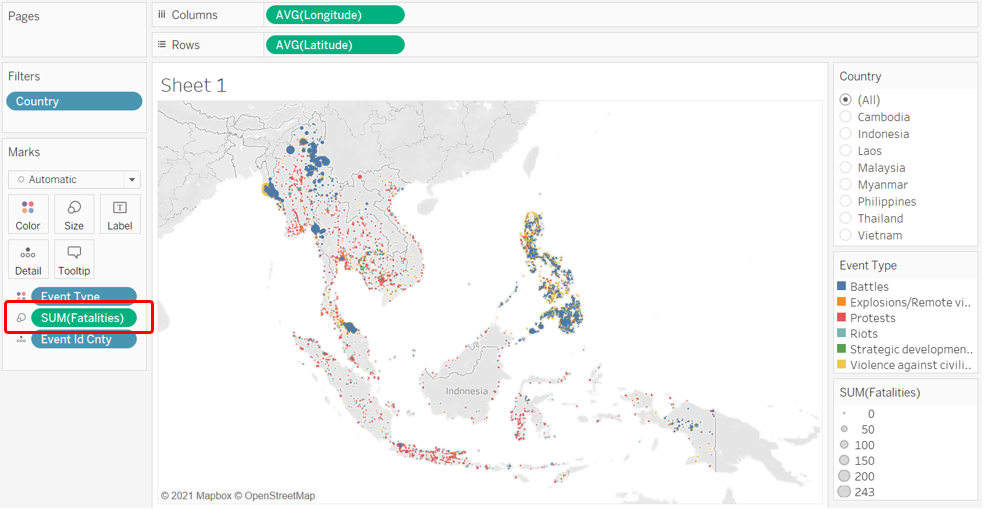 Pages
Columns
AVG(Longitude)
Rows
AVG(Latitude)
Filters
Country
Marks
Automatic
Color
Size
Label
Detail
Tooltip
Event Type
SUM(Fatalities)
Event Id Cnty
Sheet 1
Indonesia
© 2021 Mapbox © OpenStreetMap
Country
(All)
Cambodia
Indonesia
Laos
Malaysia
Myanmar
Philippines
Thailand
Vietnam
Event Type
Battles
Explosions/Remote vi..
Protests
Riots
Strategic developmen..
Violence against civili..
SUM(Fatalities)
0
50
100
150
200
243